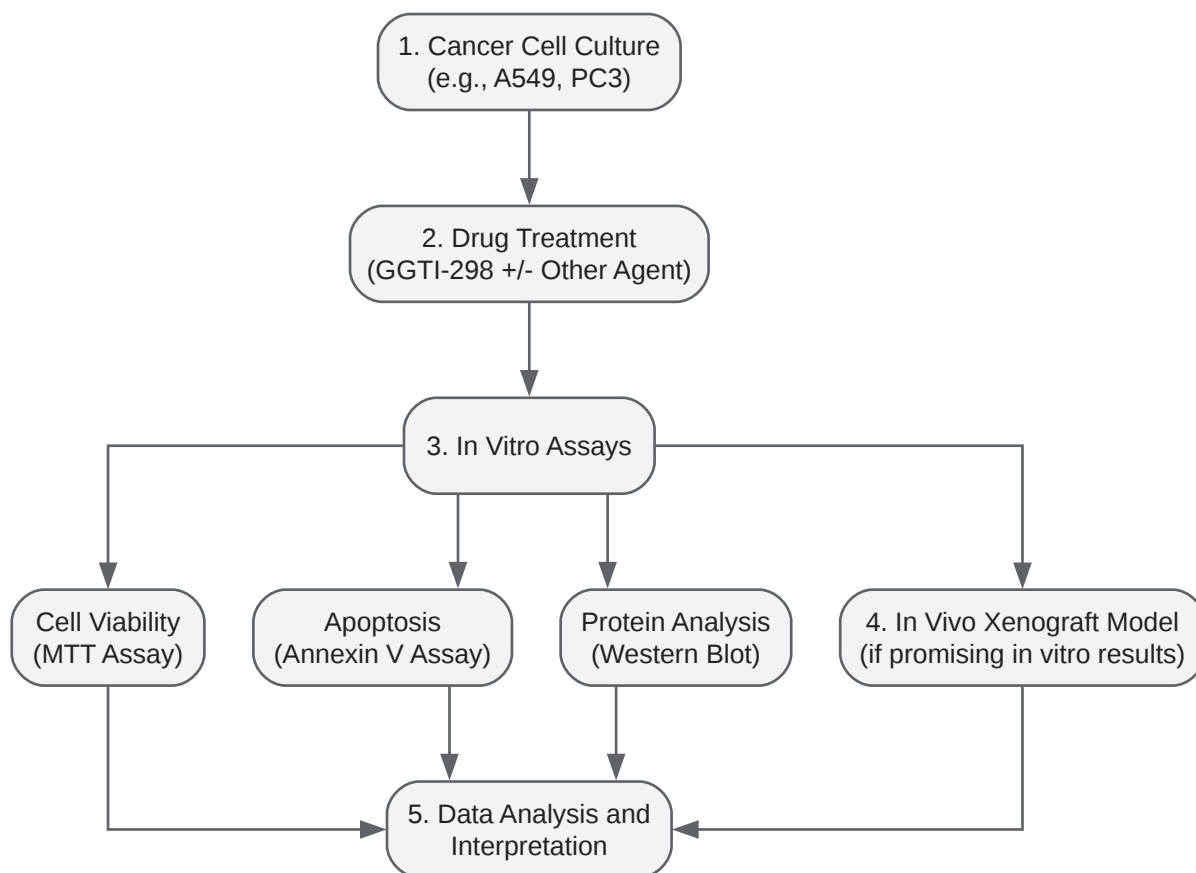 1. Cancer Cell Culture
(e.g., A549, PC3)
2. Drug Treatment
(GGTI-298 +/- Other Agent)
3. In Vitro Assays
Cell Viability
(MTT Assay)
Apoptosis
(Annexin V Assay)
Protein Analysis
(Western Blot)
4. In Vivo Xenograft Model
(if promising in vitro results)
5. Data Analysis and
Interpretation